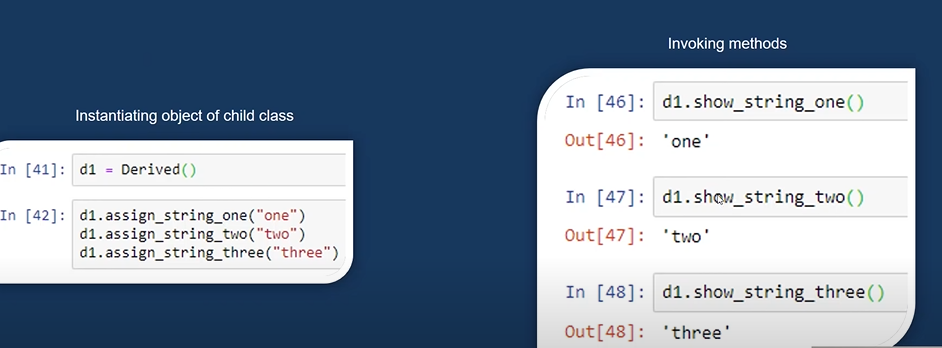 Instantiating object of child class
In [41]: d1 = Derived()
In [42]: d1.assign_string_one("one")
d1.assign_string_two("two")
d1.assign_string_three("three")
Invoking methods
In [46]: d1.show_string_one()
Out[46]: 'one'
In [47]: d1.show_string_two()
Out[47]: 'two'
In [48]: d1.show_string_three()
Out[48]: 'three'